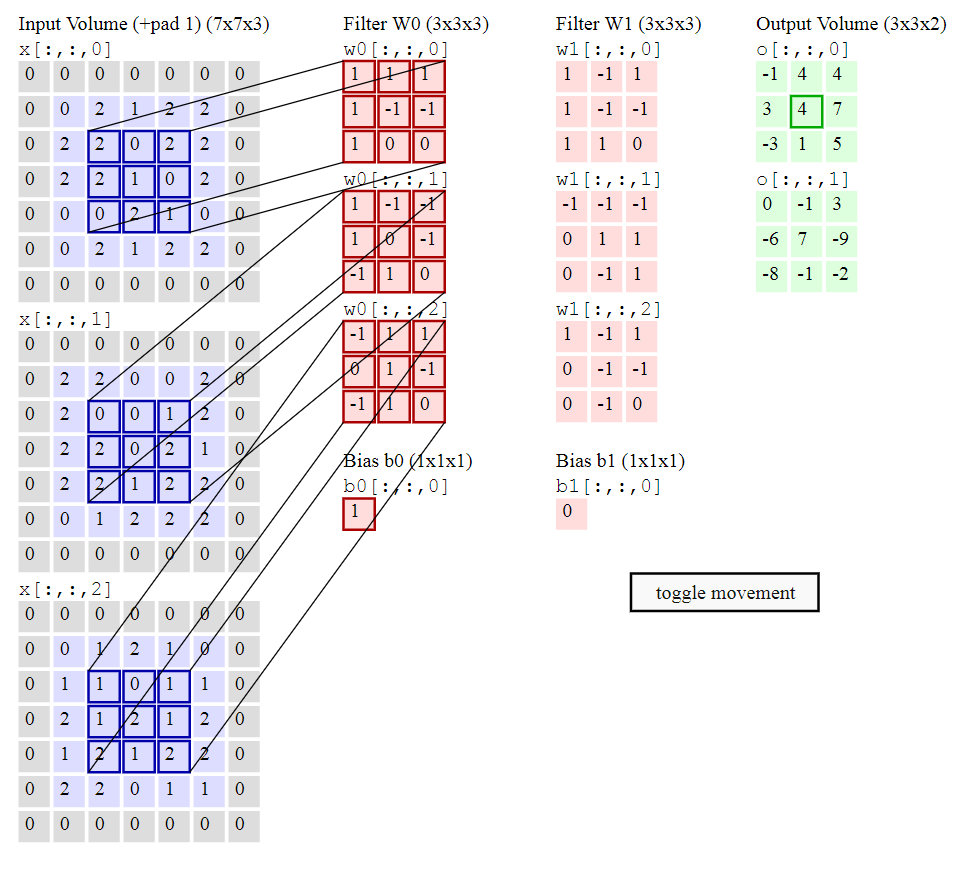 Input Volume (+pad 1) (7x7x3)
x[:,:,0]
0 0 0 0 0 0 0
0 0 2 1 2 2 0
0 2 2 0 2 2 0
0 2 2 1 0 2 0
0 0 0 2 1 0 0
0 0 2 1 2 2 0
0 0 0 0 0 0 0
x[:,:,1]
0 0 0 0 0 0 0
0 2 2 0 0 2 0
0 2 0 0 1 2 0
0 2 2 0 2 1 0
0 2 2 1 2 2 0
0 0 1 2 2 2 0
0 0 0 0 0 0 0
x[:,:,2]
0 0 0 0 0 0 0
0 0 1 2 1 0 0
0 1 1 0 1 1 0
0 2 1 2 1 2 0
0 1 2 1 2 2 0
0 2 2 0 1 1 0
0 0 0 0 0 0 0
Filter W0 (3x3x3)
w0[:,:,0]
1 1 1
1 -1 -1
1 0 0
w0[:,:,1]
1 -1 -1
1 0 -1
-1 1 0
w0[:,:,2]
-1 1 1
0 1 -1
-1 1 0
Bias b0 (1x1x1)
b0[:,:,0]
1
Filter W1 (3x3x3)
w1[:,:,0]
1 -1 1
1 -1 -1
1 1 0
w1[:,:,1]
-1 -1 -1
0 1 1
0 -1 1
w1[:,:,2]
1 -1 1
0 -1 -1
0 -1 0
Bias b1 (1x1x1)
b1[:,:,0]
0
Output Volume (3x3x2)
o[:,:,0]
-1 4 4
3 4 7
-3 1 5
o[:,:,1]
0 -1 3
-6 7 -9
-8 -1 -2
toggle movement